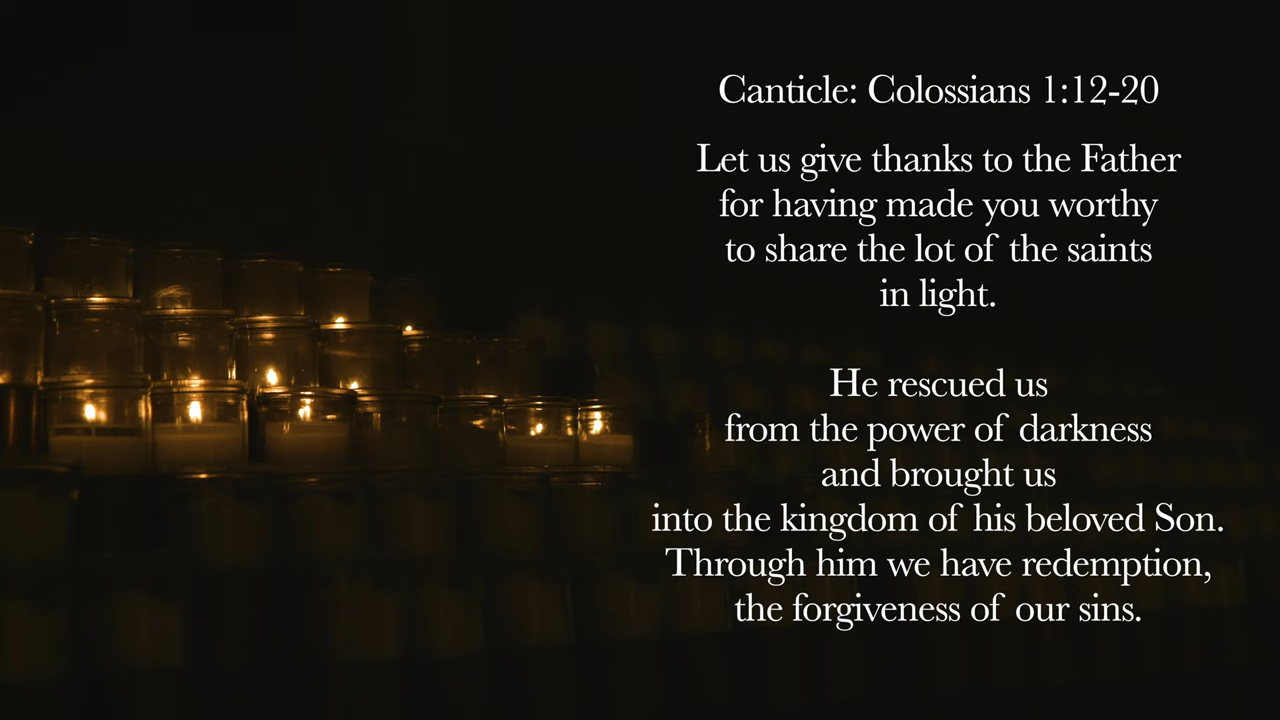 Canticle: Colossians 1:12-20
Let us give thanks to the Father
for having made you worthy
to share the lot of the saints
in light.
He rescued us
from the power of darkness
and brought us
into the kingdom of his beloved Son.
Through him we have redemption,
the forgiveness of our sins.